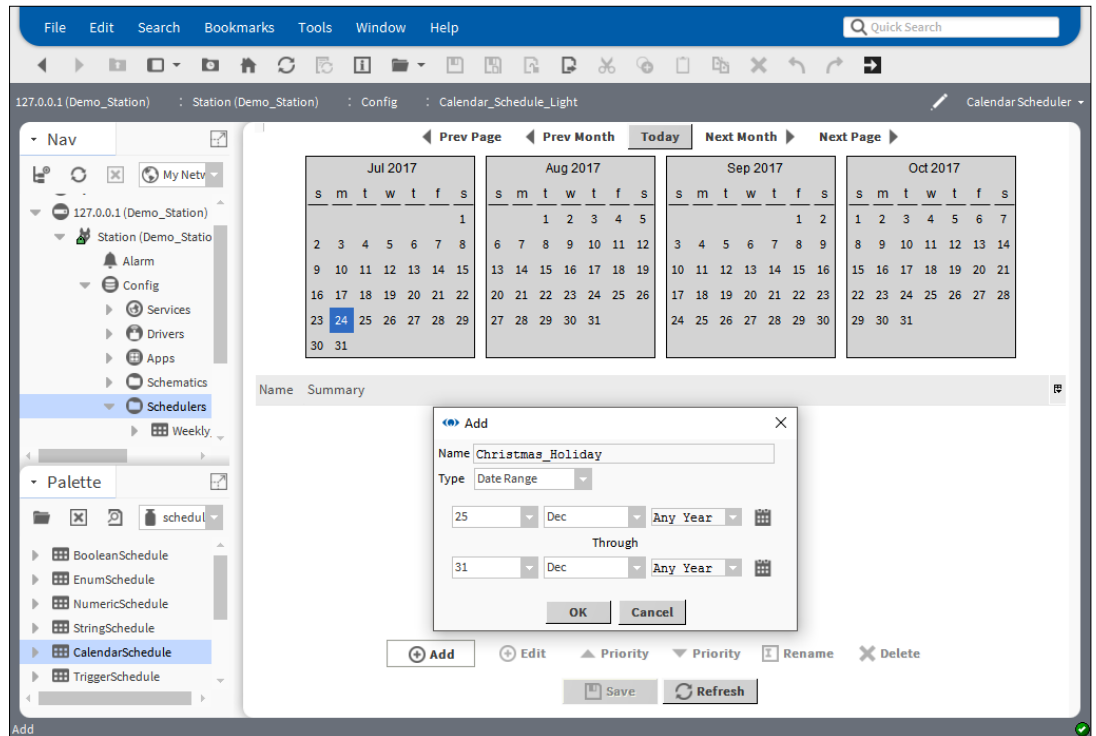 File Edit Search Bookmarks Tools Window Help Quick Search
127.0.0.1 (Demo_Station) : Station (Demo_Station) : Config : Calendar_Schedule_Light Calendar Scheduler
Nav
My Netv
127.0.0.1 (Demo_Station)
Station (Demo_Statio
Alarm
Config
Services
Drivers
Apps
Schematics
Schedulers
Weekly_
Palette
schedul
BooleanSchedule
EnumSchedule
NumericSchedule
StringSchedule
CalendarSchedule
TriggerSchedule
Prev Page Prev Month Today Next Month Next Page
Jul 2017
s m t w t f s
1
2 3 4 5 6 7 8
9 10 11 12 13 14 15
16 17 18 19 20 21 22
23 24 25 26 27 28 29
30 31
Aug 2017
s m t w t f s
1 2 3 4 5
6 7 8 9 10 11 12
13 14 15 16 17 18 19
20 21 22 23 24 25 26
27 28 29 30 31
Sep 2017
s m t w t f s
1 2
3 4 5 6 7 8 9
10 11 12 13 14 15 16
17 18 19 20 21 22 23
24 25 26 27 28 29 30
Oct 2017
s m t w t f s
1 2 3 4 5 6 7
8 9 10 11 12 13 14
15 16 17 18 19 20 21
22 23 24 25 26 27 28
29 30 31
Name Summary
Add
Name Christmas_Holiday
Type Date Range
25 Dec Any Year
Through
31 Dec Any Year
OK Cancel
Add Edit Priority Priority Rename Delete
Save Refresh
Add